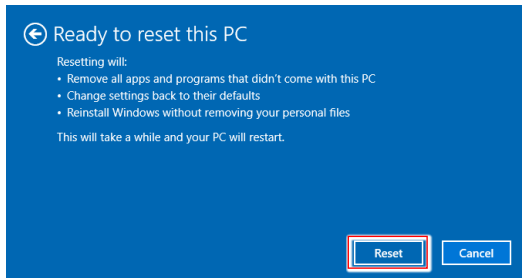 Ready to reset this PC
Resetting will:
• Remove all apps and programs that didn't come with this PC
• Change settings back to their defaults
• Reinstall Windows without removing your personal files
This will take a while and your PC will restart.
Reset Cancel